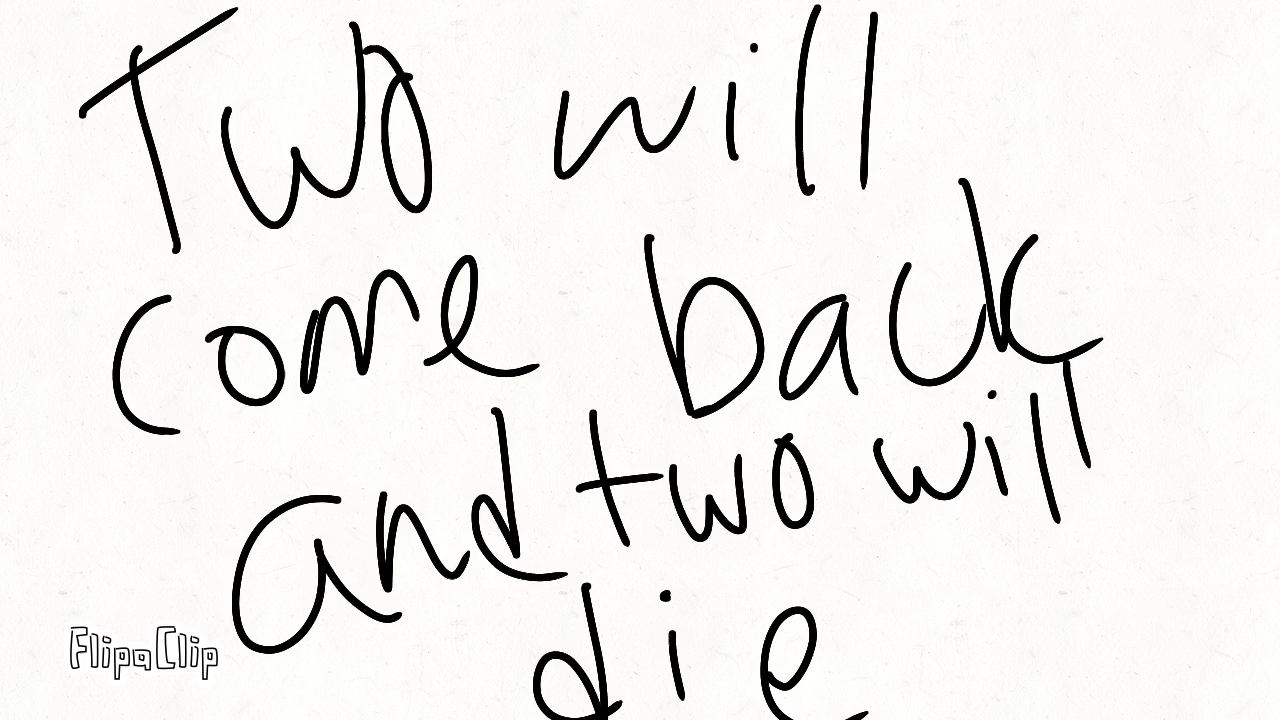 Two will
come back
and two will
die
FlipaClip